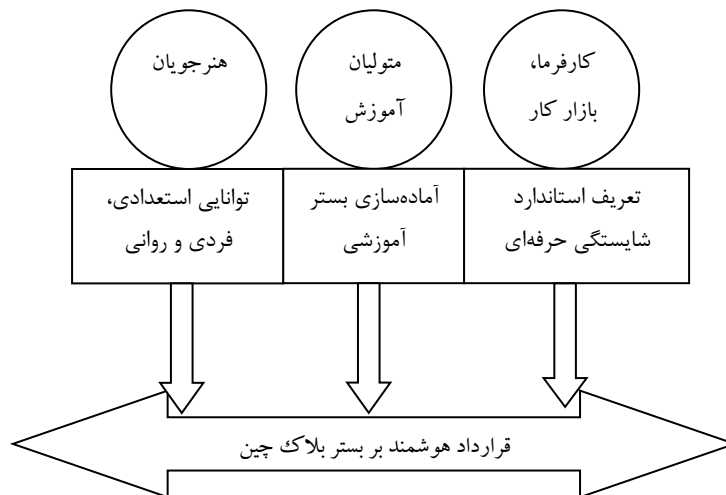 کارفرما،
بازار کار
متولیان
آموزش
هنرجویان
تعریف استاندارد
شایستگی حرفه‌ای
آماده‌سازی بستر
آموزشی
توانایی استعدادی،
فردی و روانی
قرارداد هوشمند بر بستر بلاک چین